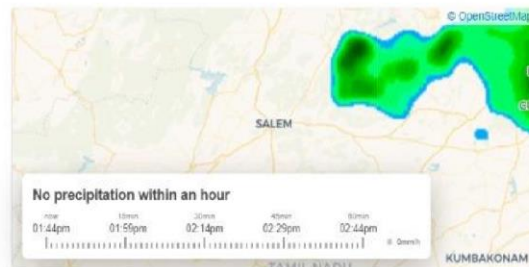 © OpenStreetMap
SALEM
No precipitation within an hour
now 15min 30min 45min 60min
01:44pm 01:59pm 02:14pm 02:29pm 02:44pm
0mm/h
KUMBAKONAM
TAMIL NADU